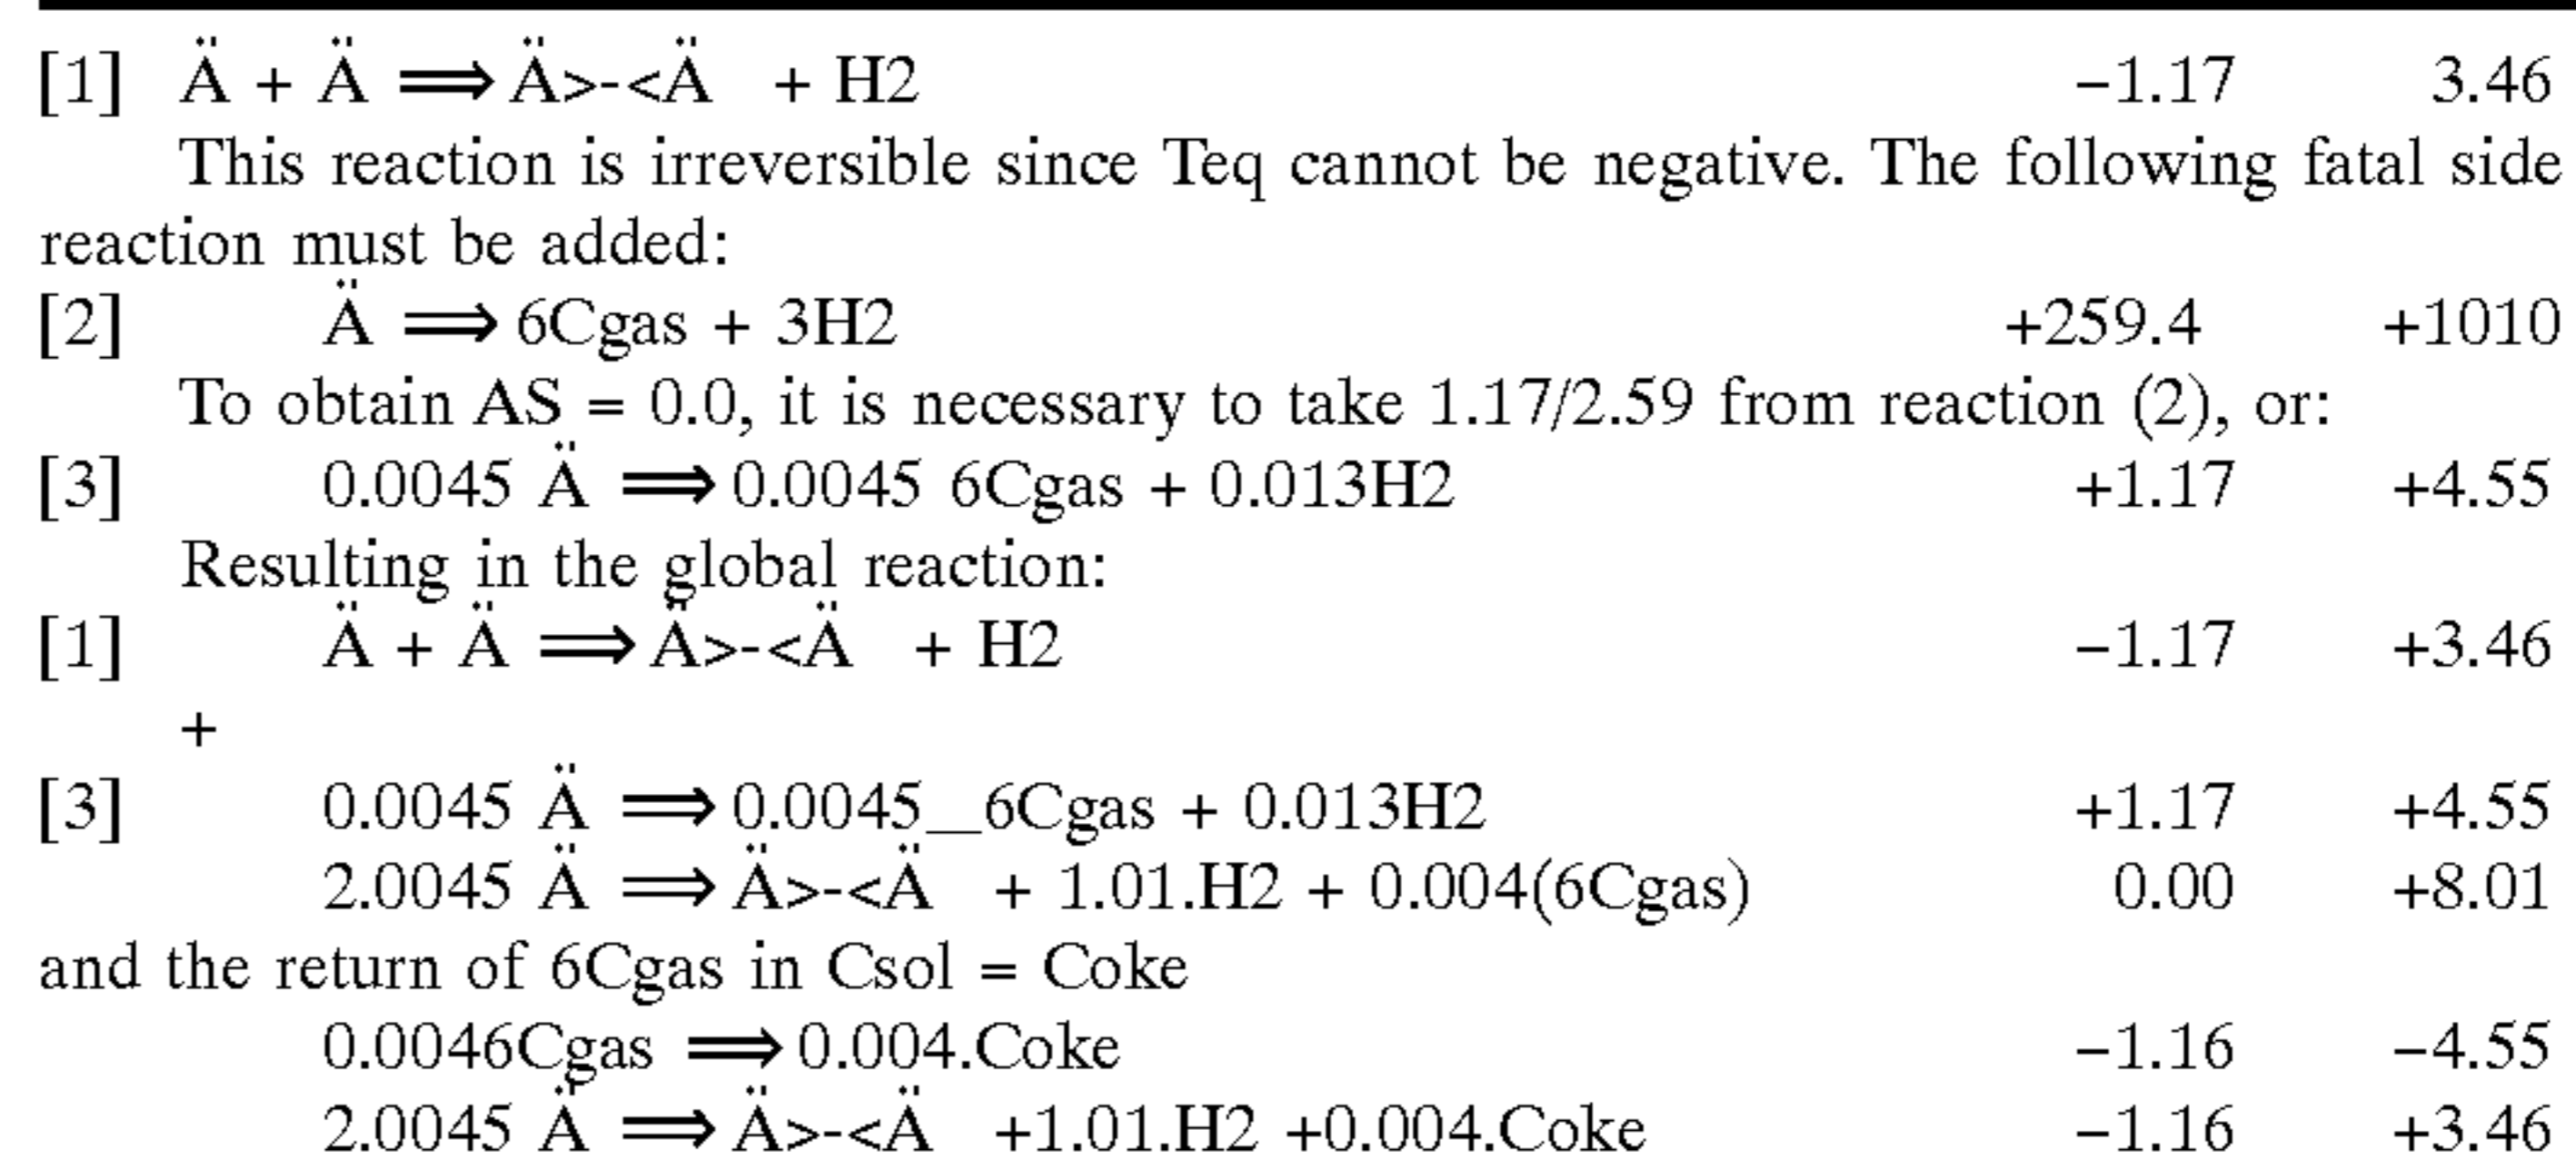 [1] Ä + Ä ⟹ Ä>-<Ä + H2 −1.17 3.46
This reaction is irreversible since Teq cannot be negative. The following fatal side
reaction must be added:
[2] Ä ⟹ 6Cgas + 3H2 +259.4 +1010
To obtain AS = 0.0, it is necessary to take 1.17/2.59 from reaction (2), or:
[3] 0.0045 Ä ⟹ 0.0045 6Cgas + 0.013H2 +1.17 +4.55
Resulting in the global reaction:
[1] Ä + Ä ⟹ Ä>-<Ä + H2 −1.17 +3.46
+
[3] 0.0045 Ä ⟹ 0.0045_6Cgas + 0.013H2 +1.17 +4.55
2.0045 Ä ⟹ Ä>-<Ä + 1.01.H2 + 0.004(6Cgas) 0.00 +8.01
and the return of 6Cgas in Csol = Coke
0.0046Cgas ⟹ 0.004.Coke −1.16 −4.55
2.0045 Ä ⟹ Ä>-<Ä +1.01.H2 +0.004.Coke −1.16 +3.46